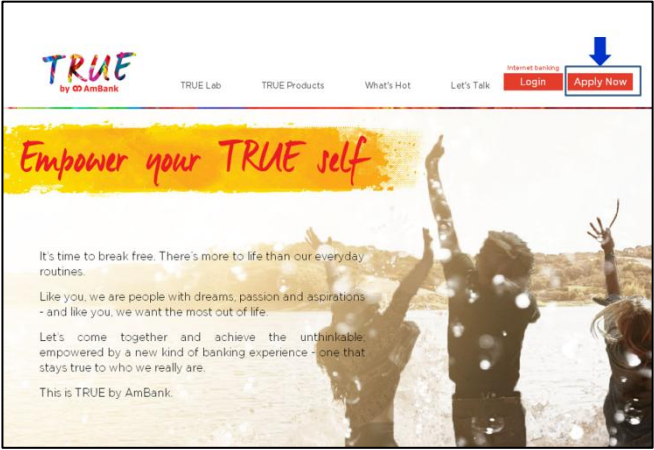 TRUE
by AmBank
TRUE Lab
TRUE Products
What's Hot
Let's Talk
Internet banking
Login
Apply Now
Empower your TRUE self
It's time to break free. There's more to life than our everyday
routines.
Like you, we are people with dreams, passion and aspirations
- and like you, we want the most out of life.
Let's come together and achieve the unthinkable;
empowered by a new kind of banking experience - one that
stays true to who we really are.
This is TRUE by AmBank.